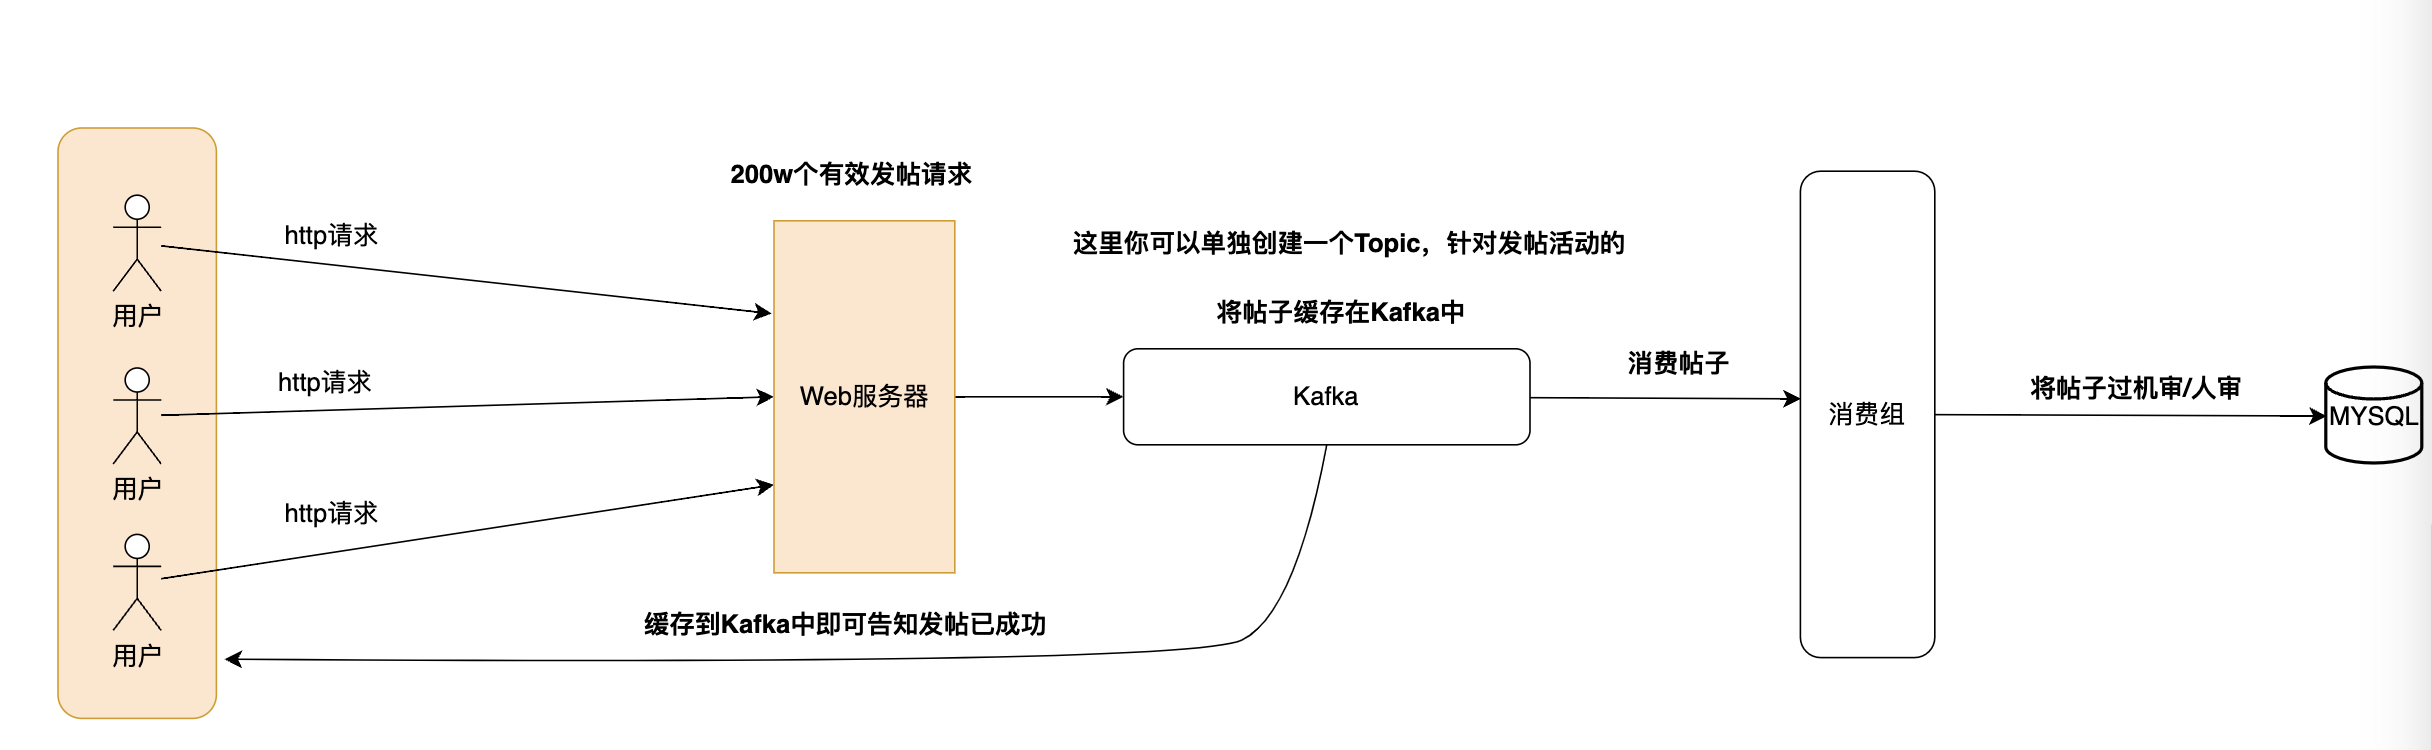 200w个有效发帖请求
http请求
用户
http请求
用户
http请求
用户
Web服务器
这里你可以单独创建一个Topic，针对发帖活动的
将帖子缓存在Kafka中
Kafka
消费帖子
消费组
将帖子过机审/人审
MYSQL
缓存到Kafka中即可告知发帖已成功